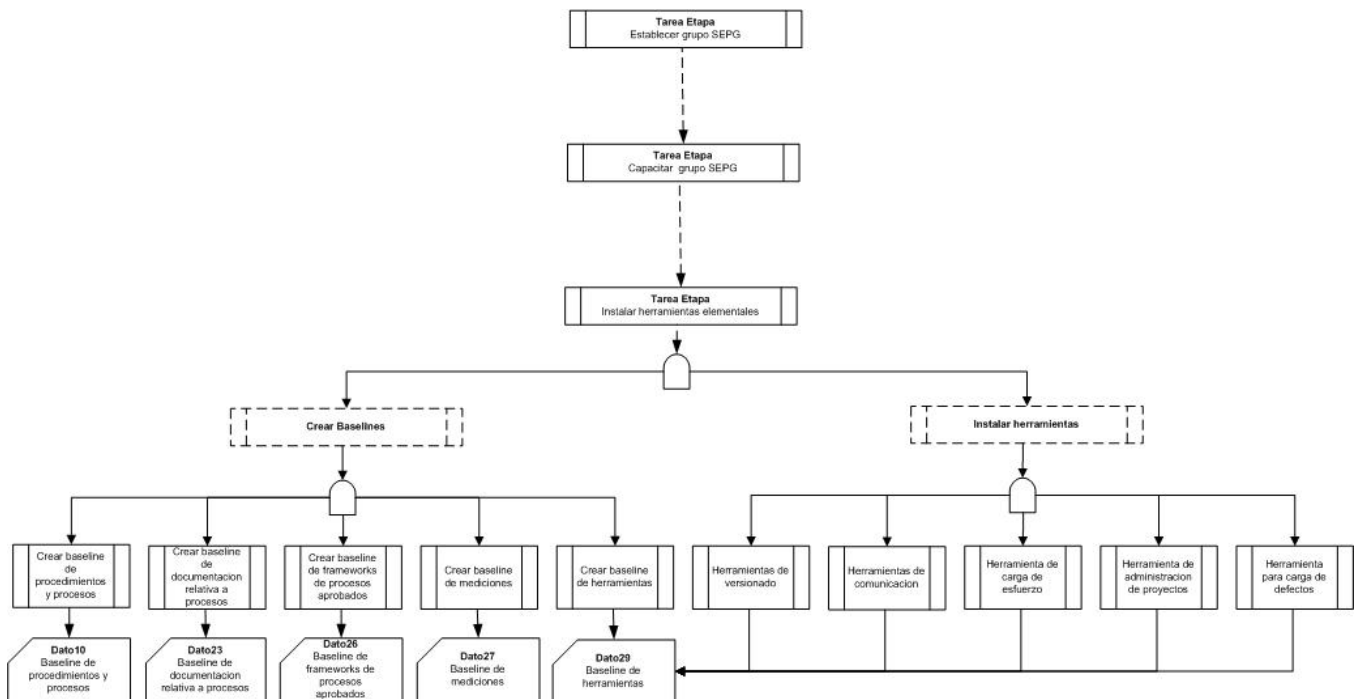 Tarea Etapa
Establecer grupo SEPG
Tarea Etapa
Capacitar grupo SEPG
Tarea Etapa
Instalar herramientas elementales
Crear Baselines
Instalar herramientas
Crear baseline
de
procedimientos
y procesos
Crear baseline
de
documentacion
relativa a
procesos
Crear baseline
de frameworks
de procesos
aprobados
Crear baseline
de mediciones
Crear baseline
de herramientas
Herramientas de
versionado
Herramientas de
comunicacion
Herramienta de
carga de
esfuerzo
Herramienta de
administracion
de proyectos
Herramienta
para carga de
defectos
Dato10
Baseline de
procedimientos y
procesos
Dato23
Baseline de
documentacion
relativa a procesos
Dato26
Baseline de
frameworks de
procesos
aprobados
Dato27
Baseline de
mediciones
Dato29
Baseline de
herramientas